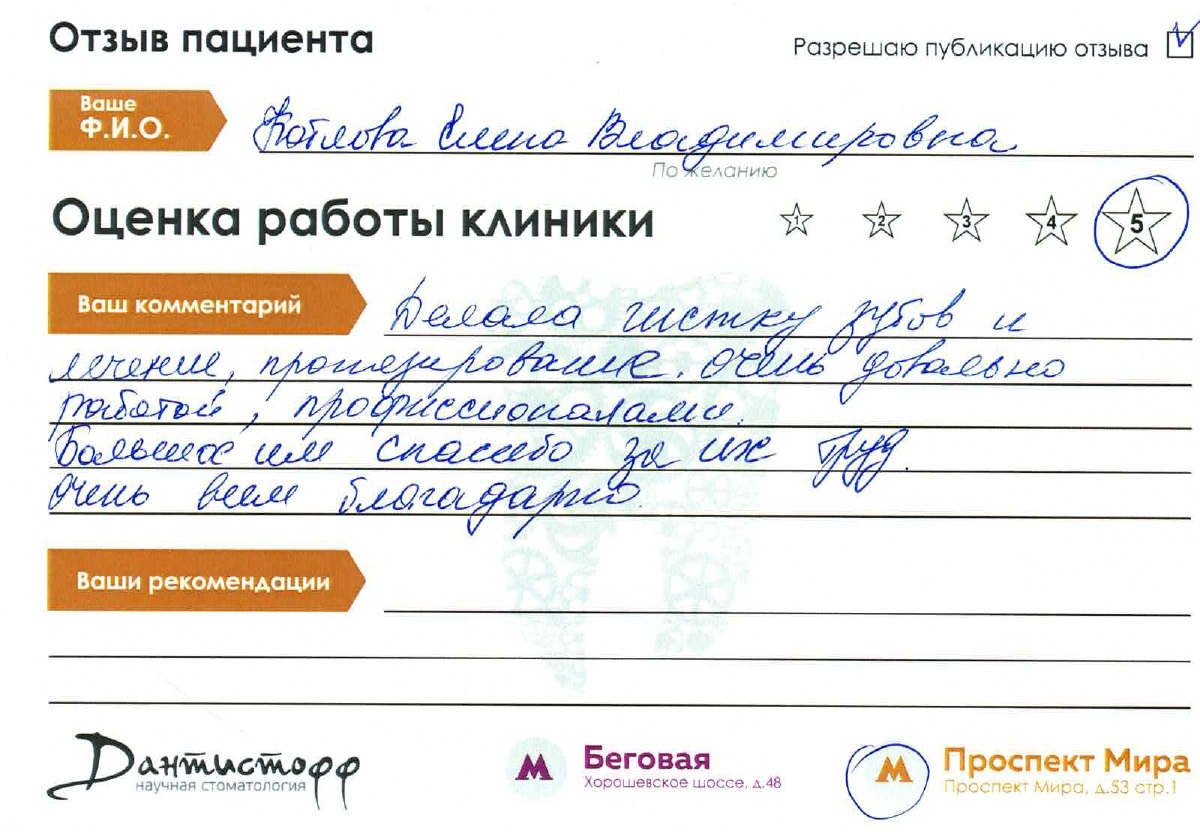 Отзыв пациента
Разрешаю публикацию отзыва
Ваше
Ф.И.О.
Котлова Елена Владимировна
По желанию
Оценка работы клиники
1 2 3 4 5
Ваш комментарий
Делала чистку зубов и
лечение, протезирование. Очень довольно
работой, профессионалами.
Большое им спасибо за их труд.
Очень всем благадарно.
Ваши рекомендации
Дантистофф
научная стоматология
М Беговая
Хорошевское шоссе, д.48
М Проспект Мира
Проспект Мира, д.53 стр.1